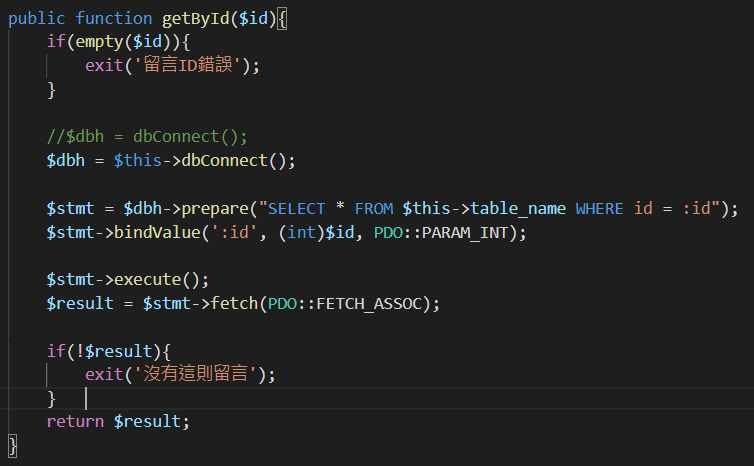 public function getById($id){
    if(empty($id)){
        exit('留言ID錯誤');
    }
    //$dbh = dbConnect();
    $dbh = $this->dbConnect();
    $stmt = $dbh->prepare("SELECT * FROM $this->table_name WHERE id = :id");
    $stmt->bindValue(':id', (int)$id, PDO::PARAM_INT);
    $stmt->execute();
    $result = $stmt->fetch(PDO::FETCH_ASSOC);
    if(!$result){
        exit('沒有這則留言');
    }
    return $result;
}